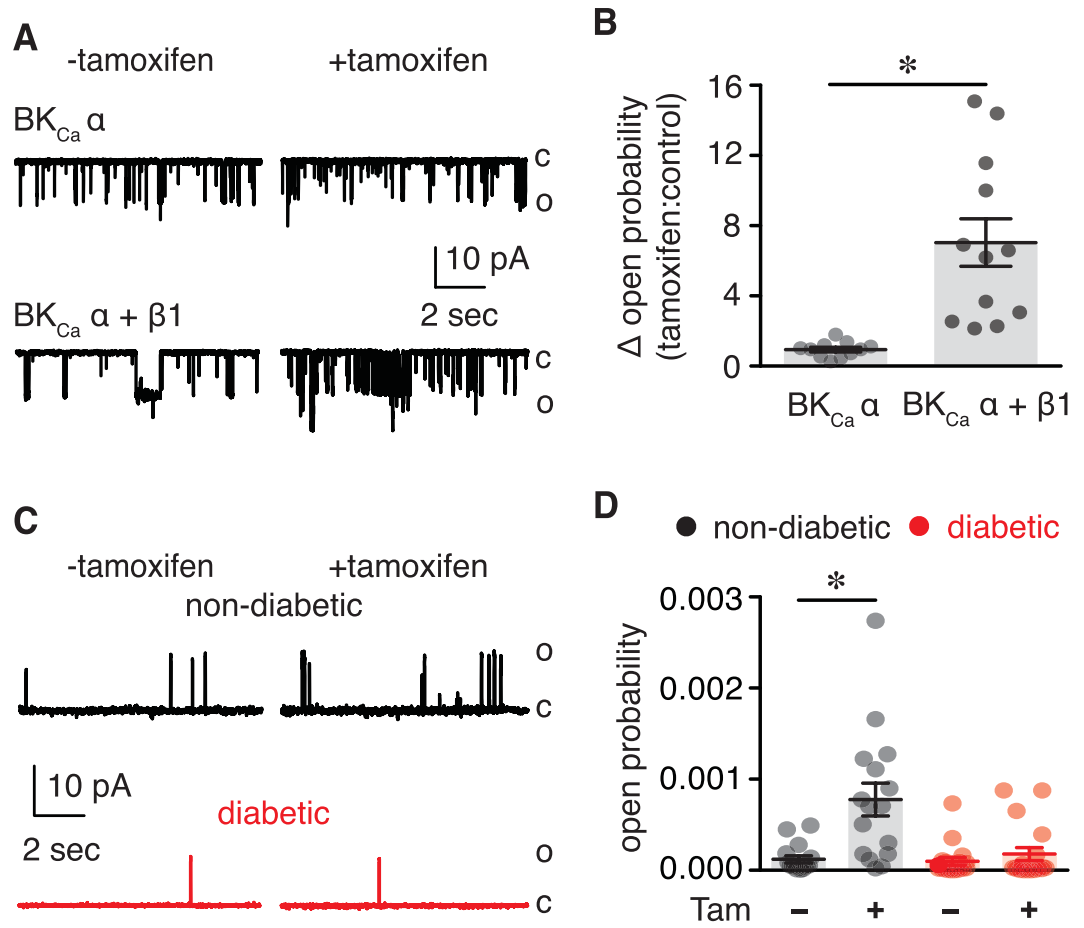 A
-tamoxifen +tamoxifen
BKCa α
c
o
10 pA
2 sec
BKCa α + β1
c
o
B
*
Δ open probability
(tamoxifen:control)
16
12
8
4
0
BKCa α BKCa α + β1
C
-tamoxifen +tamoxifen
non-diabetic
o
c
10 pA
2 sec
diabetic
o
c
D
non-diabetic diabetic
*
open probability
0.003
0.002
0.001
0.000
Tam − + − +